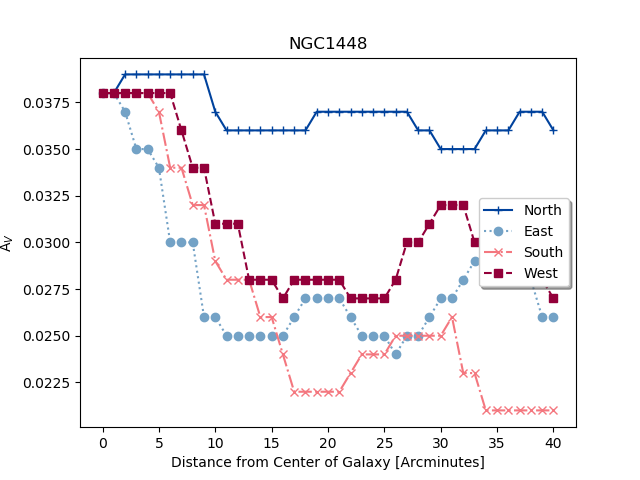 NGC1448
0.0375
0.0350
0.0325
0.0300
0.0275
0.0250
0.0225
A_V
North
East
South
West
0 5 10 15 20 25 30 35 40
Distance from Center of Galaxy [Arcminutes]